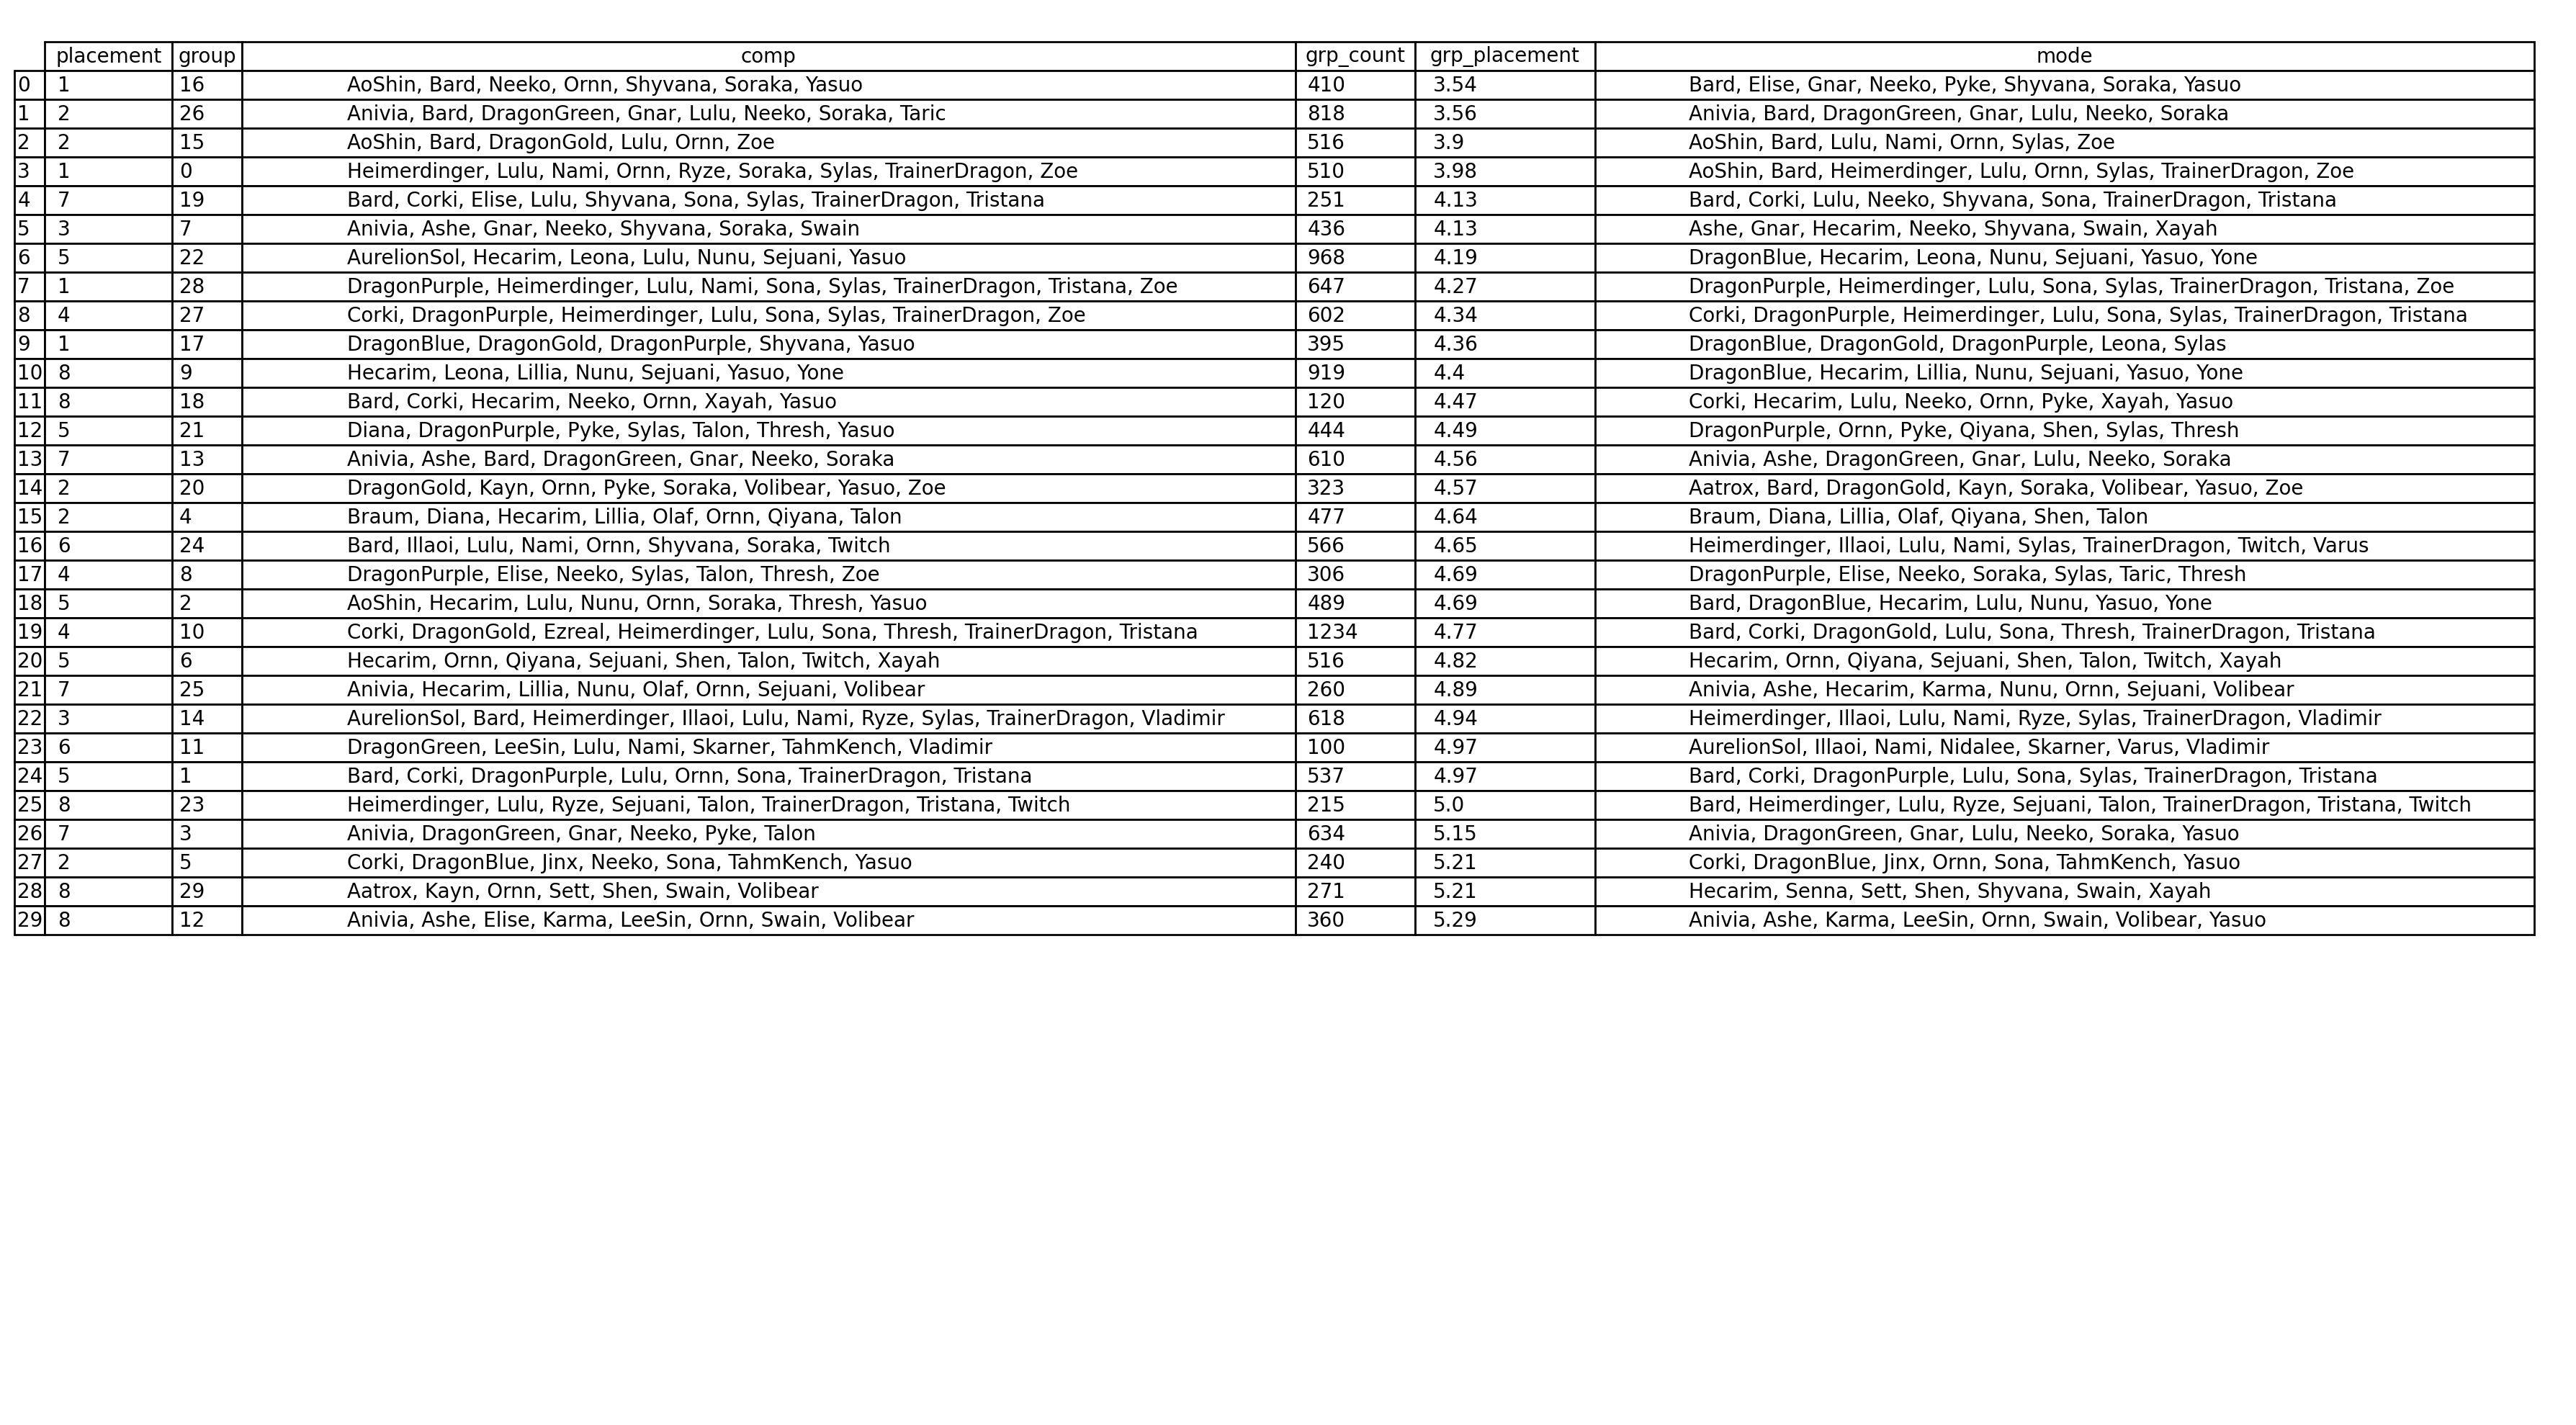 placement group comp grp_count grp_placement mode
0 1 16 AoShin, Bard, Neeko, Ornn, Shyvana, Soraka, Yasuo 410 3.54 Bard, Elise, Gnar, Neeko, Pyke, Shyvana, Soraka, Yasuo
1 2 26 Anivia, Bard, DragonGreen, Gnar, Lulu, Neeko, Soraka, Taric 818 3.56 Anivia, Bard, DragonGreen, Gnar, Lulu, Neeko, Soraka
2 2 15 AoShin, Bard, DragonGold, Lulu, Ornn, Zoe 516 3.9 AoShin, Bard, Lulu, Nami, Ornn, Sylas, Zoe
3 1 0 Heimerdinger, Lulu, Nami, Ornn, Ryze, Soraka, Sylas, TrainerDragon, Zoe 510 3.98 AoShin, Bard, Heimerdinger, Lulu, Ornn, Sylas, TrainerDragon, Zoe
4 7 19 Bard, Corki, Elise, Lulu, Shyvana, Sona, Sylas, TrainerDragon, Tristana 251 4.13 Bard, Corki, Lulu, Neeko, Shyvana, Sona, TrainerDragon, Tristana
5 3 7 Anivia, Ashe, Gnar, Neeko, Shyvana, Soraka, Swain 436 4.13 Ashe, Gnar, Hecarim, Neeko, Shyvana, Swain, Xayah
6 5 22 AurelionSol, Hecarim, Leona, Lulu, Nunu, Sejuani, Yasuo 968 4.19 DragonBlue, Hecarim, Leona, Nunu, Sejuani, Yasuo, Yone
7 1 28 DragonPurple, Heimerdinger, Lulu, Nami, Sona, Sylas, TrainerDragon, Tristana, Zoe 647 4.27 DragonPurple, Heimerdinger, Lulu, Sona, Sylas, TrainerDragon, Tristana, Zoe
8 4 27 Corki, DragonPurple, Heimerdinger, Lulu, Sona, Sylas, TrainerDragon, Zoe 602 4.34 Corki, DragonPurple, Heimerdinger, Lulu, Sona, Sylas, TrainerDragon, Tristana
9 1 17 DragonBlue, DragonGold, DragonPurple, Shyvana, Yasuo 395 4.36 DragonBlue, DragonGold, DragonPurple, Leona, Sylas
10 8 9 Hecarim, Leona, Lillia, Nunu, Sejuani, Yasuo, Yone 919 4.4 DragonBlue, Hecarim, Lillia, Nunu, Sejuani, Yasuo, Yone
11 8 18 Bard, Corki, Hecarim, Neeko, Ornn, Xayah, Yasuo 120 4.47 Corki, Hecarim, Lulu, Neeko, Ornn, Pyke, Xayah, Yasuo
12 5 21 Diana, DragonPurple, Pyke, Sylas, Talon, Thresh, Yasuo 444 4.49 DragonPurple, Ornn, Pyke, Qiyana, Shen, Sylas, Thresh
13 7 13 Anivia, Ashe, Bard, DragonGreen, Gnar, Neeko, Soraka 610 4.56 Anivia, Ashe, DragonGreen, Gnar, Lulu, Neeko, Soraka
14 2 20 DragonGold, Kayn, Ornn, Pyke, Soraka, Volibear, Yasuo, Zoe 323 4.57 Aatrox, Bard, DragonGold, Kayn, Soraka, Volibear, Yasuo, Zoe
15 2 4 Braum, Diana, Hecarim, Lillia, Olaf, Ornn, Qiyana, Talon 477 4.64 Braum, Diana, Lillia, Olaf, Qiyana, Shen, Talon
16 6 24 Bard, Illaoi, Lulu, Nami, Ornn, Shyvana, Soraka, Twitch 566 4.65 Heimerdinger, Illaoi, Lulu, Nami, Sylas, TrainerDragon, Twitch, Varus
17 4 8 DragonPurple, Elise, Neeko, Sylas, Talon, Thresh, Zoe 306 4.69 DragonPurple, Elise, Neeko, Soraka, Sylas, Taric, Thresh
18 5 2 AoShin, Hecarim, Lulu, Nunu, Ornn, Soraka, Thresh, Yasuo 489 4.69 Bard, DragonBlue, Hecarim, Lulu, Nunu, Yasuo, Yone
19 4 10 Corki, DragonGold, Ezreal, Heimerdinger, Lulu, Sona, Thresh, TrainerDragon, Tristana 1234 4.77 Bard, Corki, DragonGold, Lulu, Sona, Thresh, TrainerDragon, Tristana
20 5 6 Hecarim, Ornn, Qiyana, Sejuani, Shen, Talon, Twitch, Xayah 516 4.82 Hecarim, Ornn, Qiyana, Sejuani, Shen, Talon, Twitch, Xayah
21 7 25 Anivia, Hecarim, Lillia, Nunu, Olaf, Ornn, Sejuani, Volibear 260 4.89 Anivia, Ashe, Hecarim, Karma, Nunu, Ornn, Sejuani, Volibear
22 3 14 AurelionSol, Bard, Heimerdinger, Illaoi, Lulu, Nami, Ryze, Sylas, TrainerDragon, Vladimir 618 4.94 Heimerdinger, Illaoi, Lulu, Nami, Ryze, Sylas, TrainerDragon, Vladimir
23 6 11 DragonGreen, LeeSin, Lulu, Nami, Skarner, TahmKench, Vladimir 100 4.97 AurelionSol, Illaoi, Nami, Nidalee, Skarner, Varus, Vladimir
24 5 1 Bard, Corki, DragonPurple, Lulu, Ornn, Sona, TrainerDragon, Tristana 537 4.97 Bard, Corki, DragonPurple, Lulu, Sona, Sylas, TrainerDragon, Tristana
25 8 23 Heimerdinger, Lulu, Ryze, Sejuani, Talon, TrainerDragon, Tristana, Twitch 215 5.0 Bard, Heimerdinger, Lulu, Ryze, Sejuani, Talon, TrainerDragon, Tristana, Twitch
26 7 3 Anivia, DragonGreen, Gnar, Neeko, Pyke, Talon 634 5.15 Anivia, DragonGreen, Gnar, Lulu, Neeko, Soraka, Yasuo
27 2 5 Corki, DragonBlue, Jinx, Neeko, Sona, TahmKench, Yasuo 240 5.21 Corki, DragonBlue, Jinx, Ornn, Sona, TahmKench, Yasuo
28 8 29 Aatrox, Kayn, Ornn, Sett, Shen, Swain, Volibear 271 5.21 Hecarim, Senna, Sett, Shen, Shyvana, Swain, Xayah
29 8 12 Anivia, Ashe, Elise, Karma, LeeSin, Ornn, Swain, Volibear 360 5.29 Anivia, Ashe, Karma, LeeSin, Ornn, Swain, Volibear, Yasuo